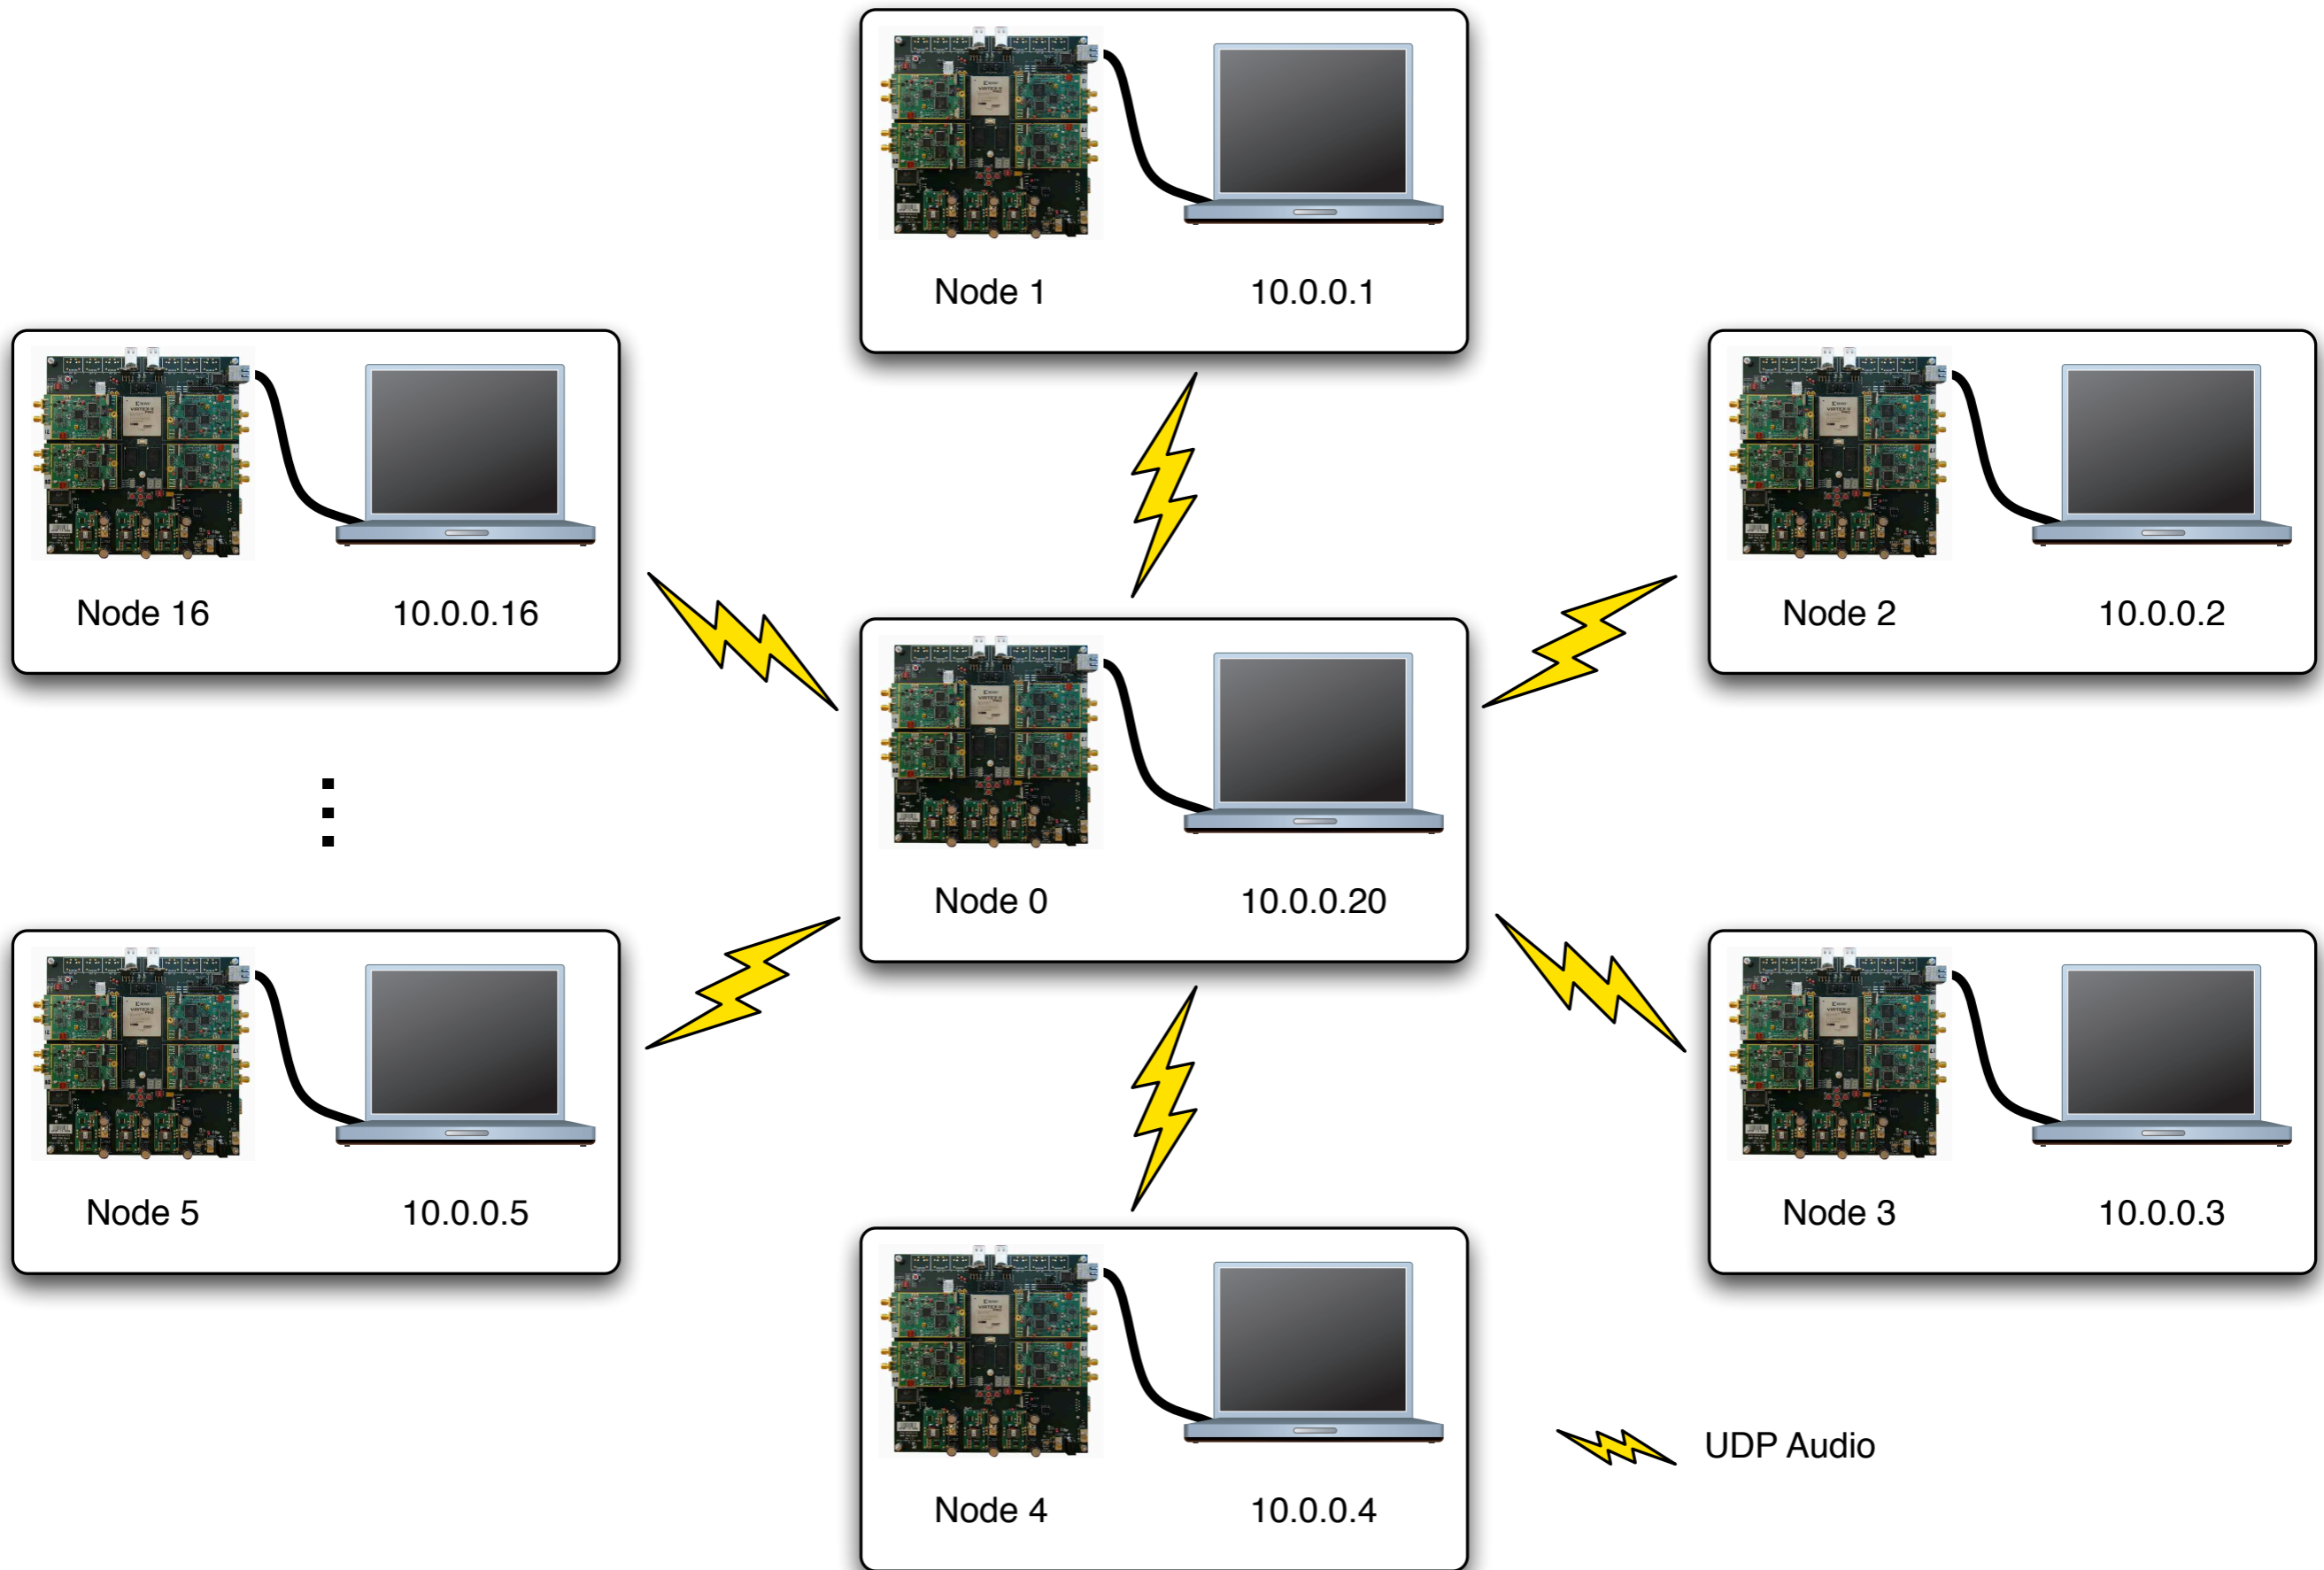 Node 1 10.0.0.1
Node 16 10.0.0.16
Node 2 10.0.0.2
Node 0 10.0.0.20
Node 5 10.0.0.5
Node 3 10.0.0.3
Node 4 10.0.0.4
UDP Audio